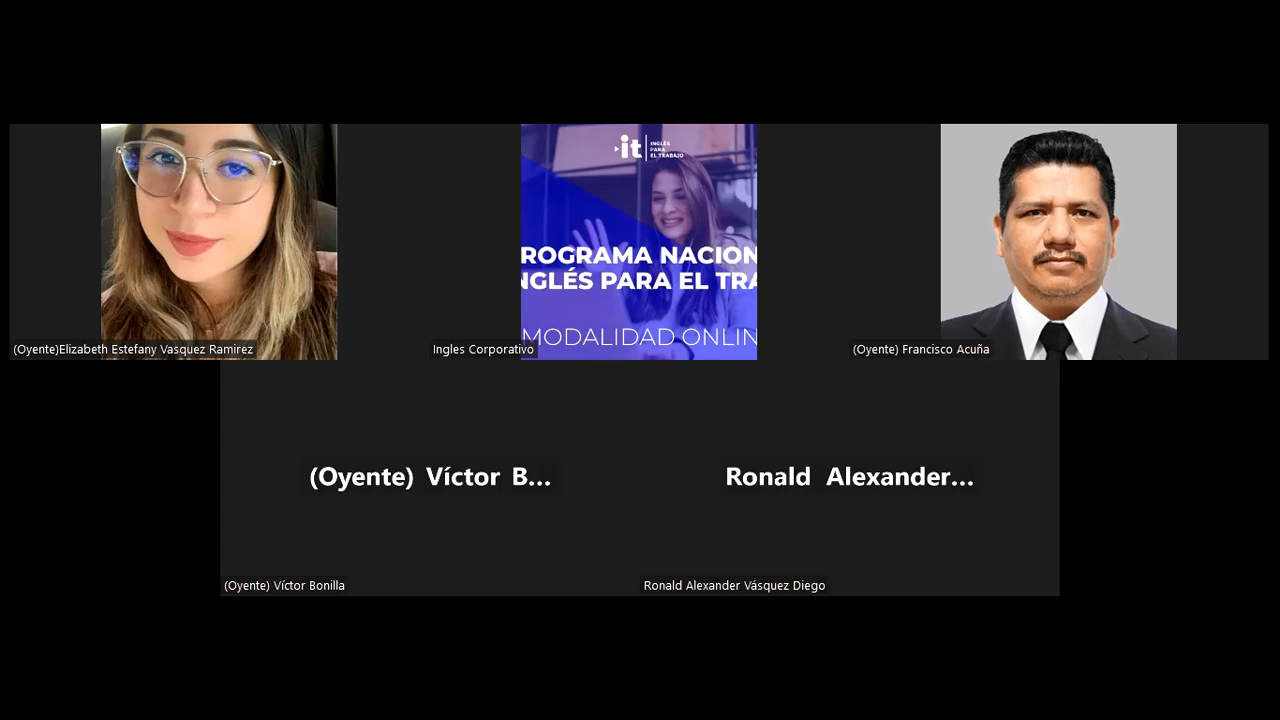 it
INGLÉS
PARA
EL TRABAJO
ROGRAMA NACION
NGLÉS PARA EL TRA
MODALIDAD ONLIN
(Oyente)Elizabeth Estefany Vasquez Ramirez
Ingles Corporativo
(Oyente) Francisco Acuña
(Oyente) Víctor B...
Ronald Alexander...
(Oyente) Víctor Bonilla
Ronald Alexander Vásquez Diego